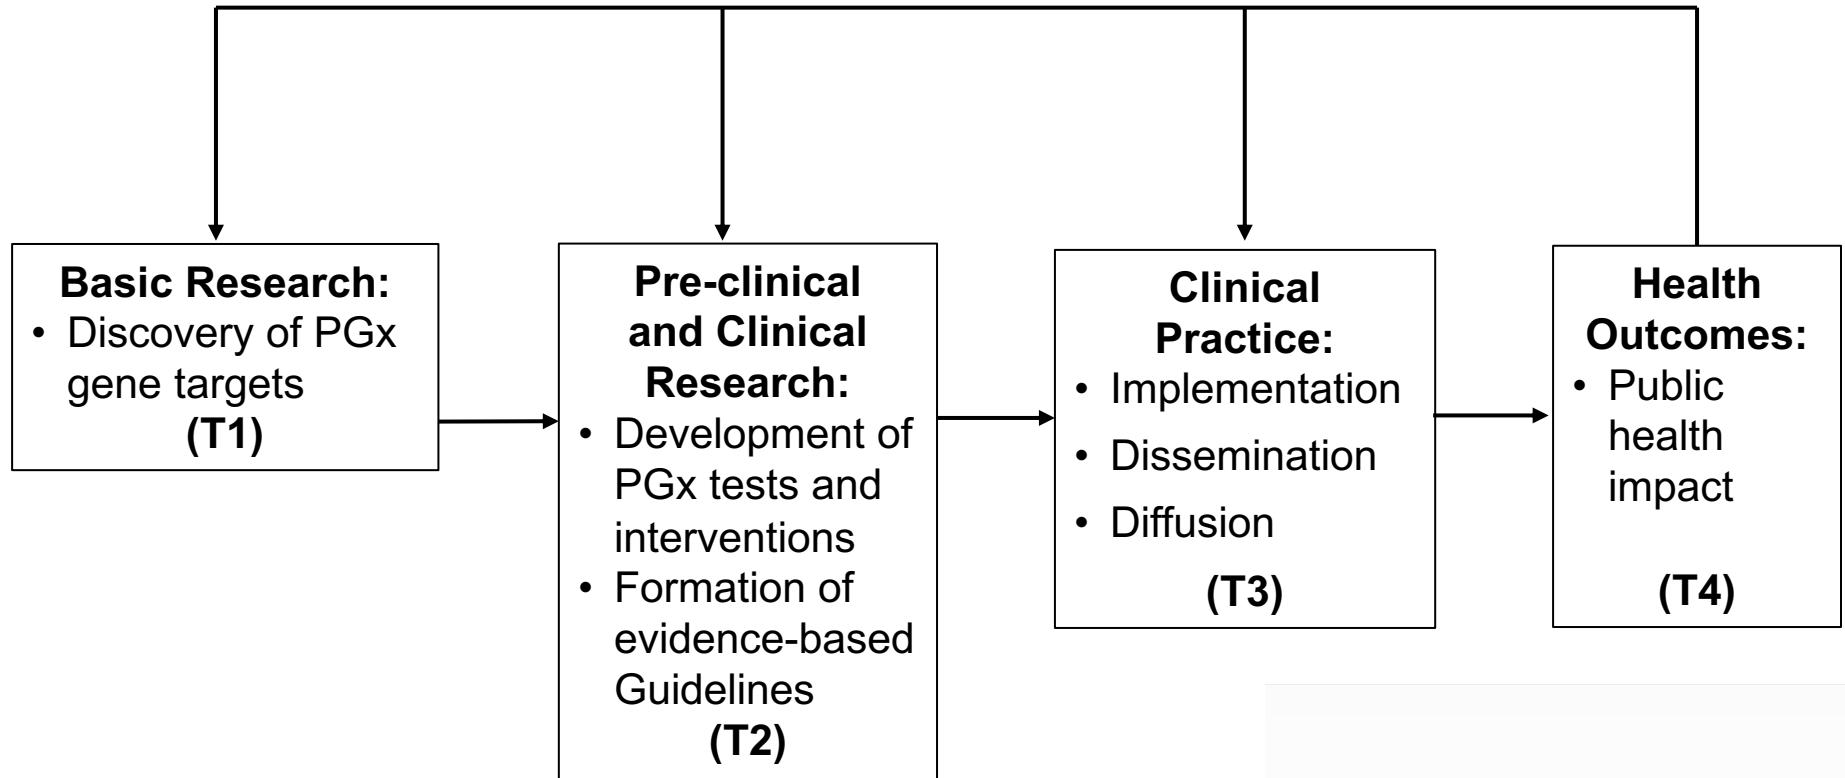 Basic Research:
• Discovery of PGx
gene targets
(T1)
Pre-clinical
and Clinical
Research:
• Development of
PGx tests and
interventions
• Formation of
evidence-based
Guidelines
(T2)
Clinical
Practice:
• Implementation
• Dissemination
• Diffusion
(T3)
Health
Outcomes:
• Public
health
impact
(T4)